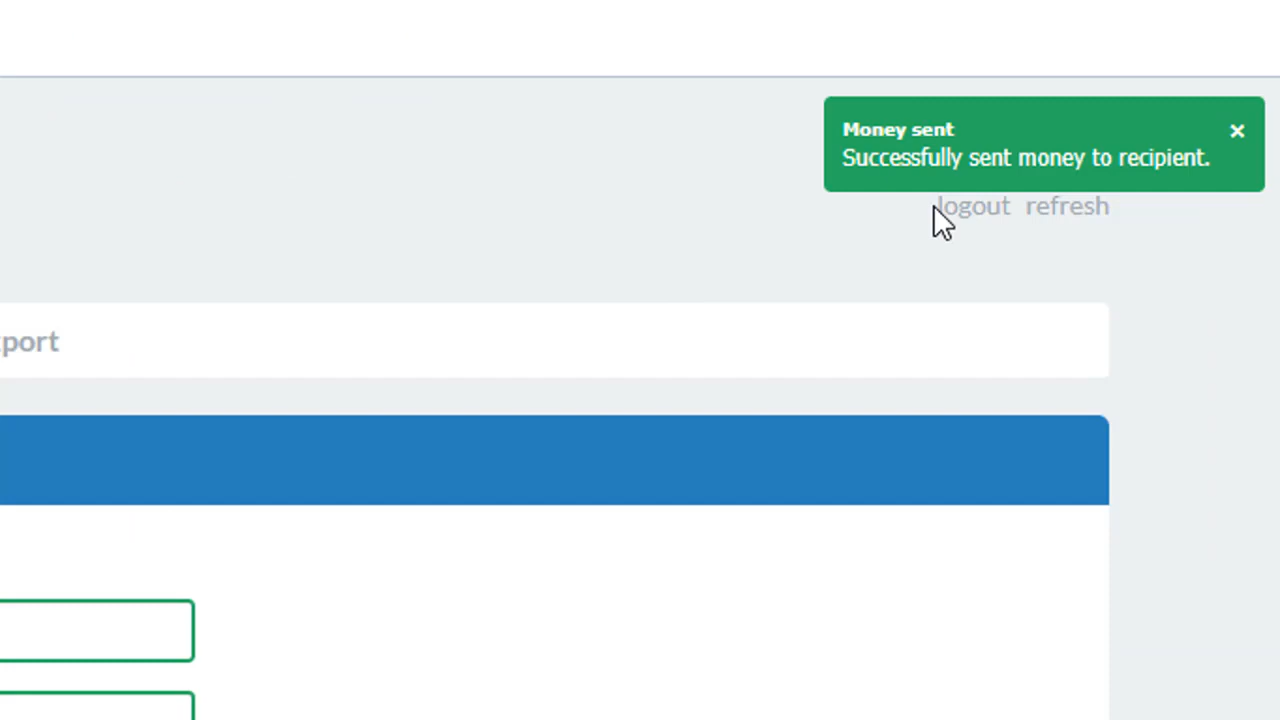 Money sent
Successfully sent money to recipient.
logout refresh
port